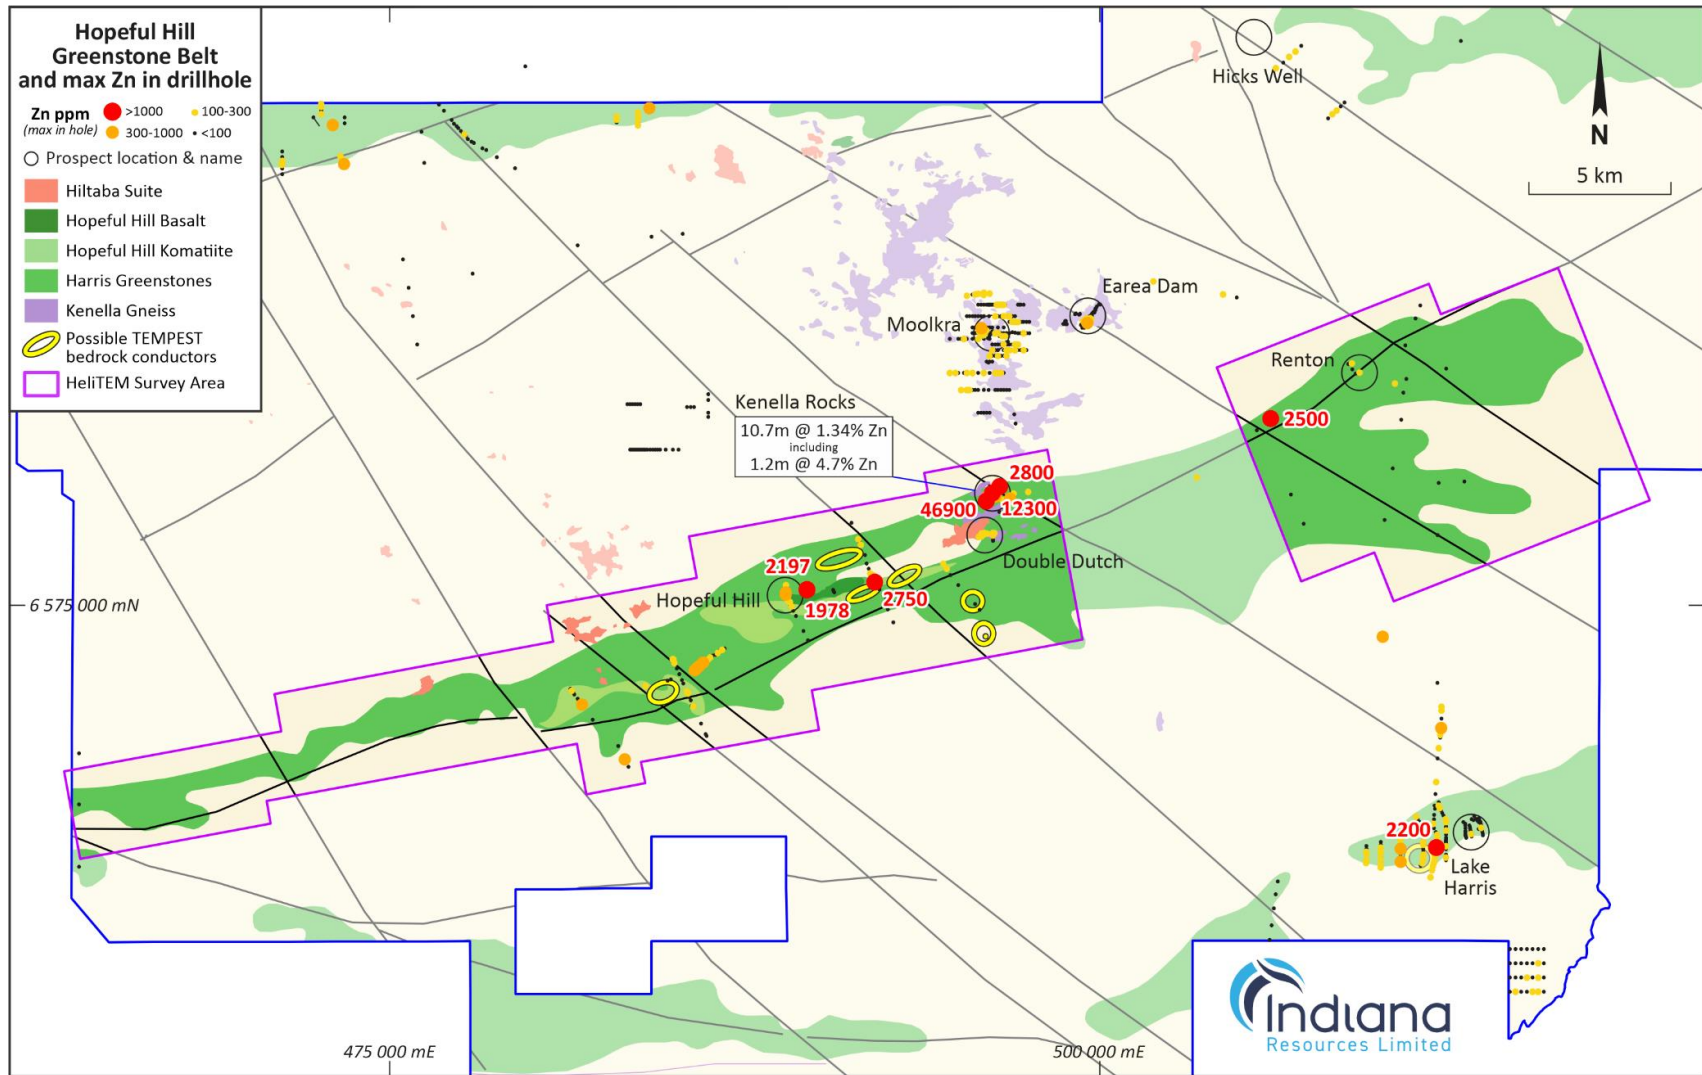 Hopeful Hill
Greenstone Belt
and max Zn in drillhole
Zn ppm
(max in hole)
>1000
100-300
300-1000
<100
Prospect location & name
Hiltaba Suite
Hopeful Hill Basalt
Hopeful Hill Komatiite
Harris Greenstones
Kenella Gneiss
Possible TEMPEST
bedrock conductors
HeliTEM Survey Area
Hicks Well
N
5 km
Earea Dam
Moolkra
Renton
2500
Kenella Rocks
10.7m @ 1.34% Zn
including
1.2m @ 4.7% Zn
2800
46900
12300
Double Dutch
2197
Hopeful Hill
1978
2750
6 575 000 mN
2200
Lake
Harris
475 000 mE
500 000 mE
Indiana
Resources Limited